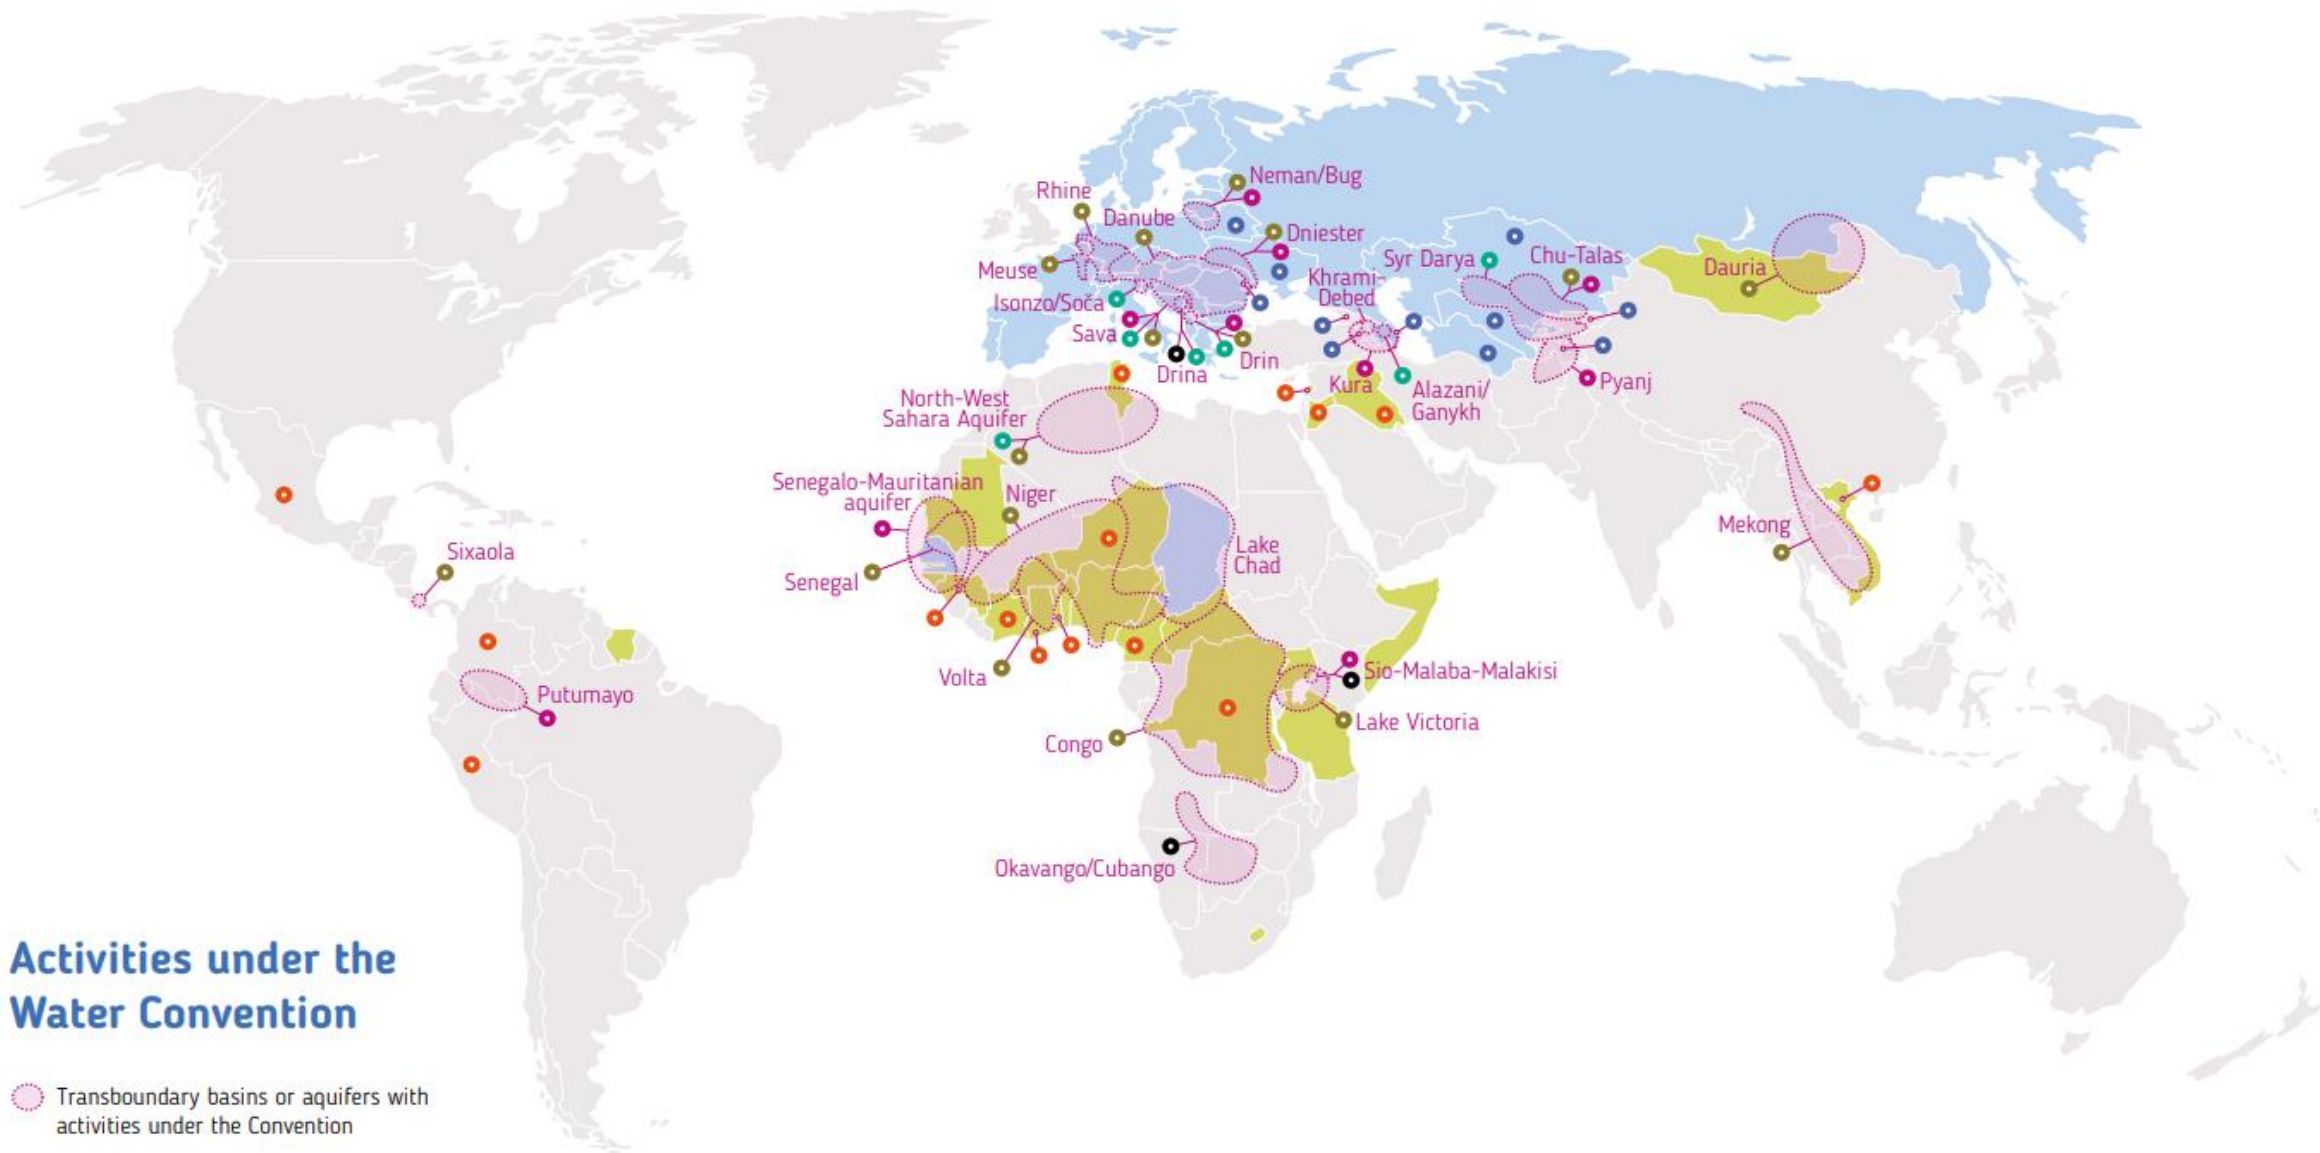 Neman/Bug
Rhine
Danube
Dniester
Meuse
Syr Darya
Chu-Talas
Dauria
Khrami-
Debed
Isonzo/Soča
Sava
Drin
Drina
Kura
Alazani/
Ganykh
Pyanj
North-West
Sahara Aquifer
Senegalo-Mauritanian
aquifer
Niger
Mekong
Lake
Chad
Sixaola
Senegal
Volta
Sio-Malaba-Malakisi
Putumayo
Lake Victoria
Congo
Okavango/Cubango
Activities under the
Water Convention
Transboundary basins or aquifers with
activities under the Convention